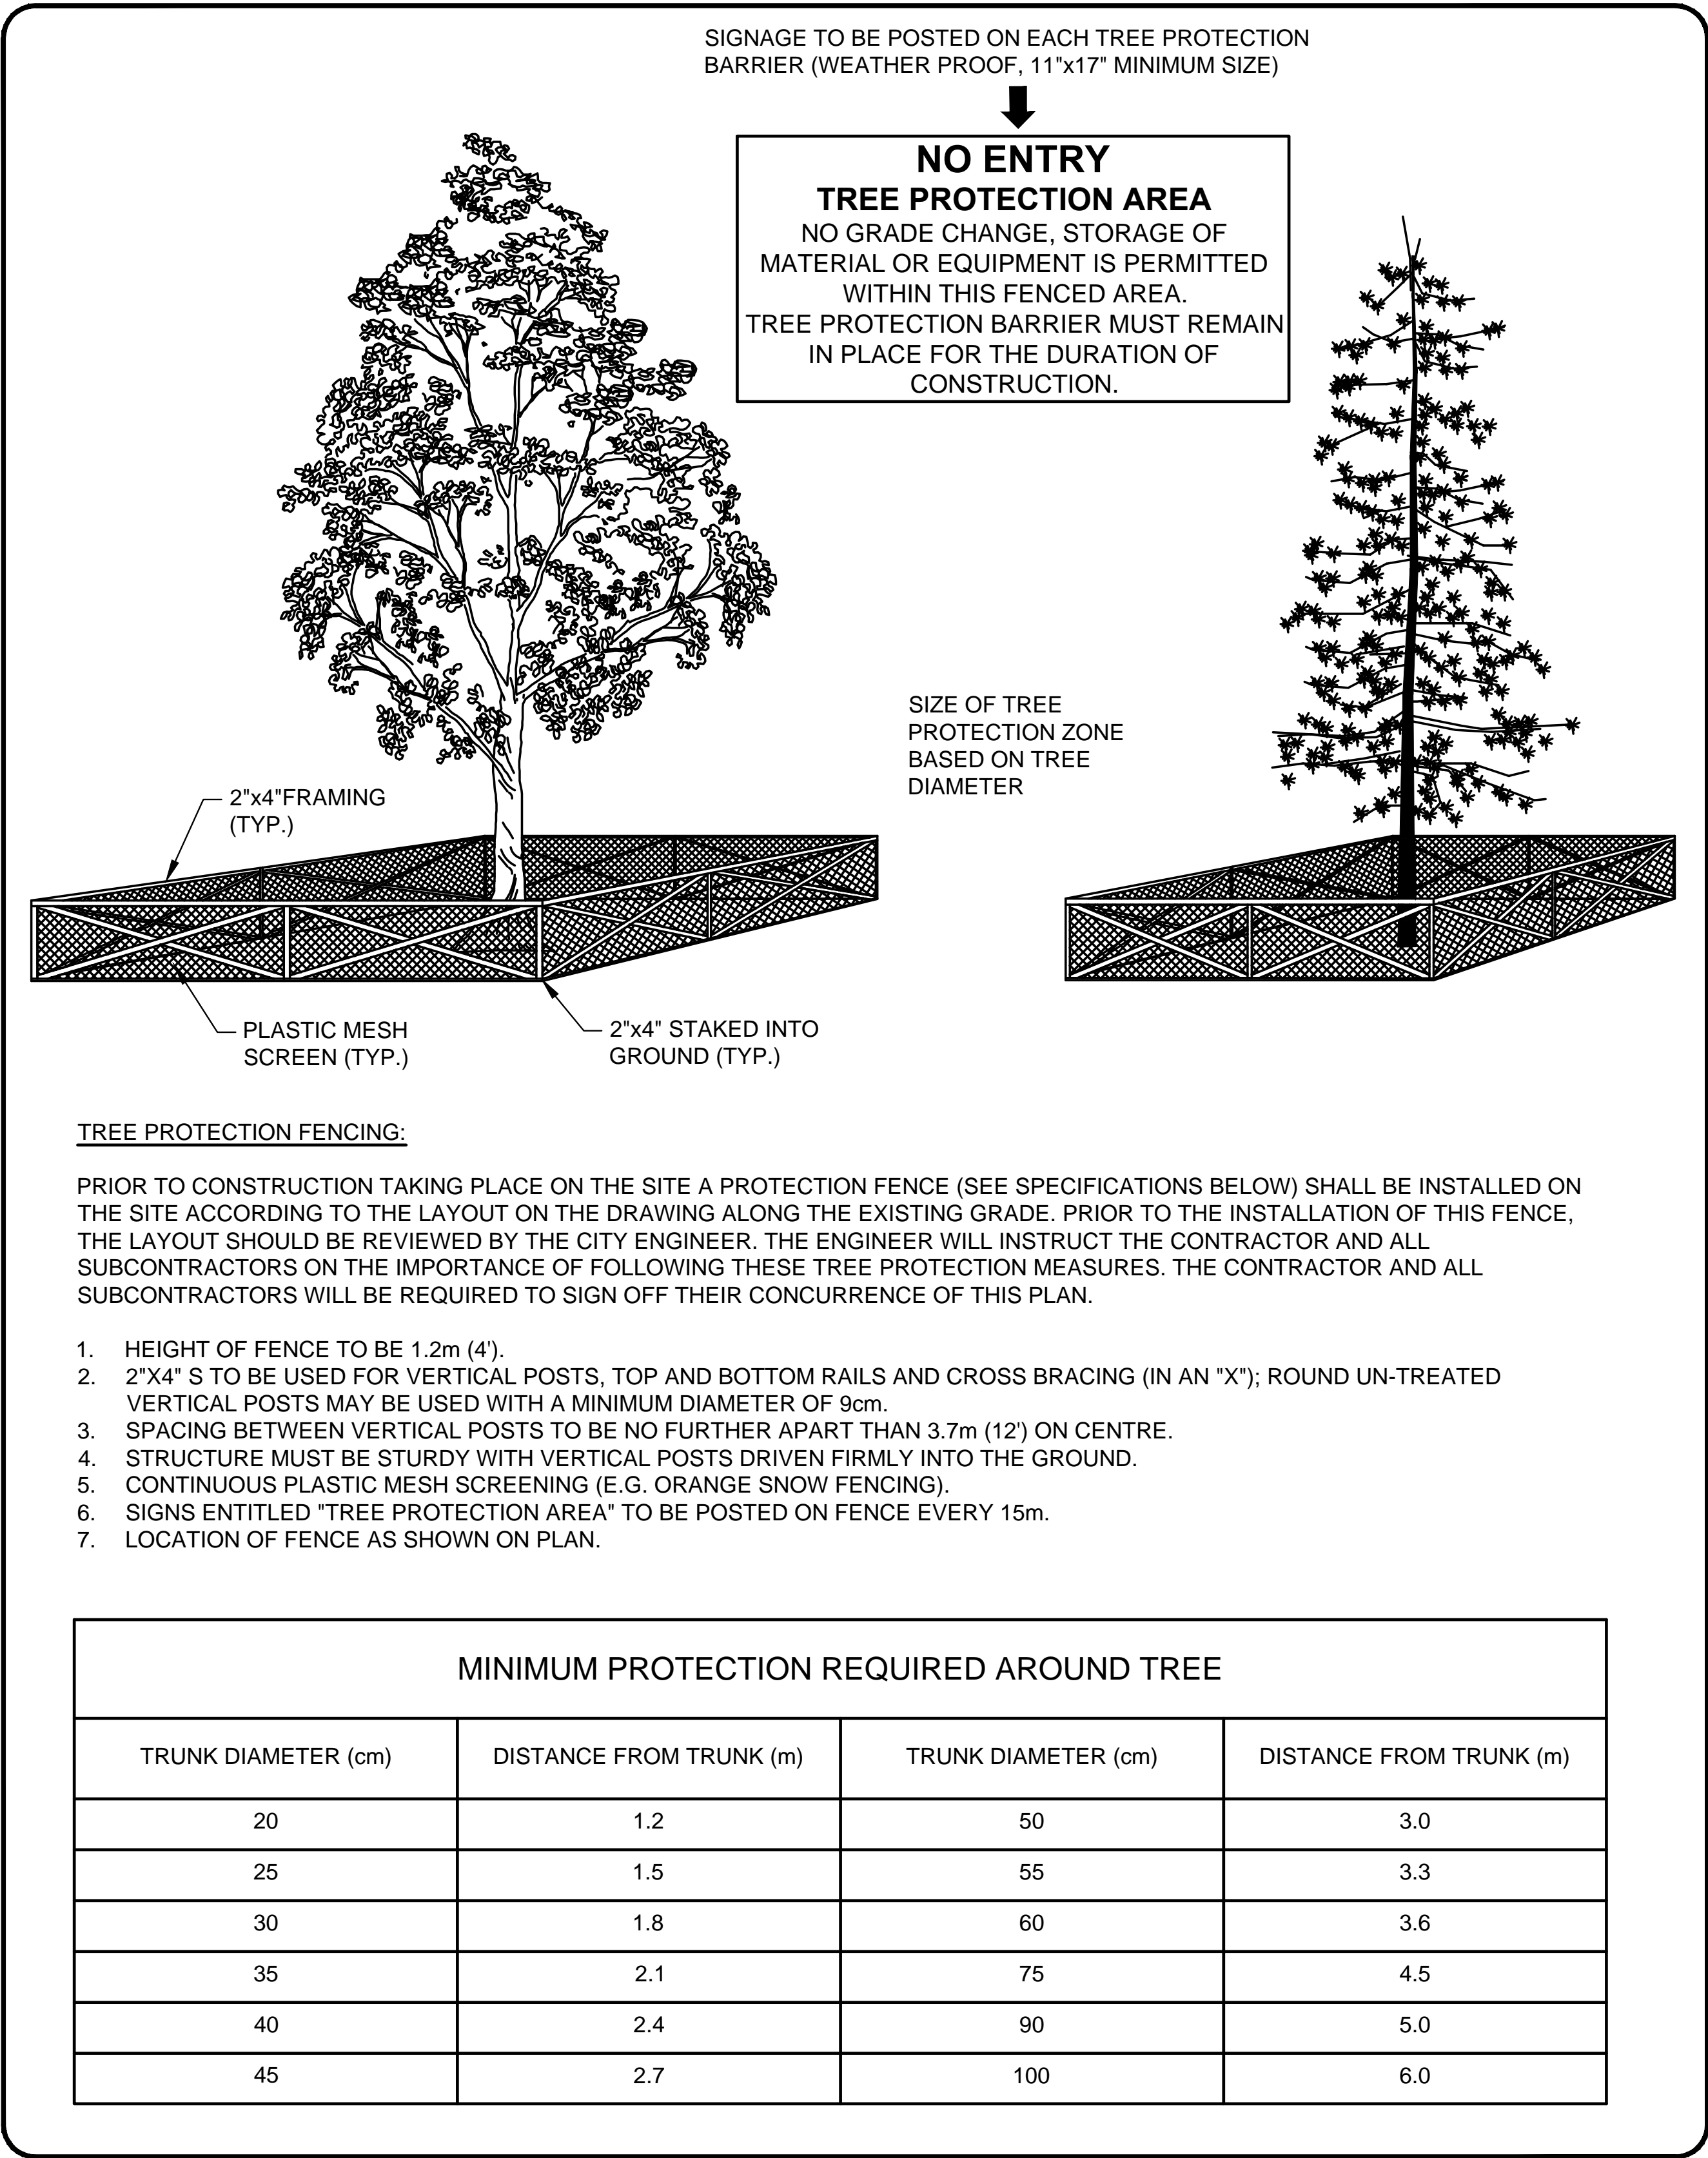 SIGNAGE TO BE POSTED ON EACH TREE PROTECTION
BARRIER (WEATHER PROOF, 11"x17" MINIMUM SIZE)
NO ENTRY
TREE PROTECTION AREA
NO GRADE CHANGE, STORAGE OF
MATERIAL OR EQUIPMENT IS PERMITTED
WITHIN THIS FENCED AREA.
TREE PROTECTION BARRIER MUST REMAIN
IN PLACE FOR THE DURATION OF
CONSTRUCTION.
SIZE OF TREE
PROTECTION ZONE
BASED ON TREE
DIAMETER
2"x4"FRAMING
(TYP.)
PLASTIC MESH
SCREEN (TYP.)
2"x4" STAKED INTO
GROUND (TYP.)
TREE PROTECTION FENCING:
PRIOR TO CONSTRUCTION TAKING PLACE ON THE SITE A PROTECTION FENCE (SEE SPECIFICATIONS BELOW) SHALL BE INSTALLED ON
THE SITE ACCORDING TO THE LAYOUT ON THE DRAWING ALONG THE EXISTING GRADE. PRIOR TO THE INSTALLATION OF THIS FENCE,
THE LAYOUT SHOULD BE REVIEWED BY THE CITY ENGINEER. THE ENGINEER WILL INSTRUCT THE CONTRACTOR AND ALL
SUBCONTRACTORS ON THE IMPORTANCE OF FOLLOWING THESE TREE PROTECTION MEASURES. THE CONTRACTOR AND ALL
SUBCONTRACTORS WILL BE REQUIRED TO SIGN OFF THEIR CONCURRENCE OF THIS PLAN.
1. HEIGHT OF FENCE TO BE 1.2m (4').
2. 2"X4" S TO BE USED FOR VERTICAL POSTS, TOP AND BOTTOM RAILS AND CROSS BRACING (IN AN "X"); ROUND UN-TREATED
VERTICAL POSTS MAY BE USED WITH A MINIMUM DIAMETER OF 9cm.
3. SPACING BETWEEN VERTICAL POSTS TO BE NO FURTHER APART THAN 3.7m (12') ON CENTRE.
4. STRUCTURE MUST BE STURDY WITH VERTICAL POSTS DRIVEN FIRMLY INTO THE GROUND.
5. CONTINUOUS PLASTIC MESH SCREENING (E.G. ORANGE SNOW FENCING).
6. SIGNS ENTITLED "TREE PROTECTION AREA" TO BE POSTED ON FENCE EVERY 15m.
7. LOCATION OF FENCE AS SHOWN ON PLAN.
MINIMUM PROTECTION REQUIRED AROUND TREE
TRUNK DIAMETER (cm) DISTANCE FROM TRUNK (m) TRUNK DIAMETER (cm) DISTANCE FROM TRUNK (m)
20 1.2 50 3.0
25 1.5 55 3.3
30 1.8 60 3.6
35 2.1 75 4.5
40 2.4 90 5.0
45 2.7 100 6.0